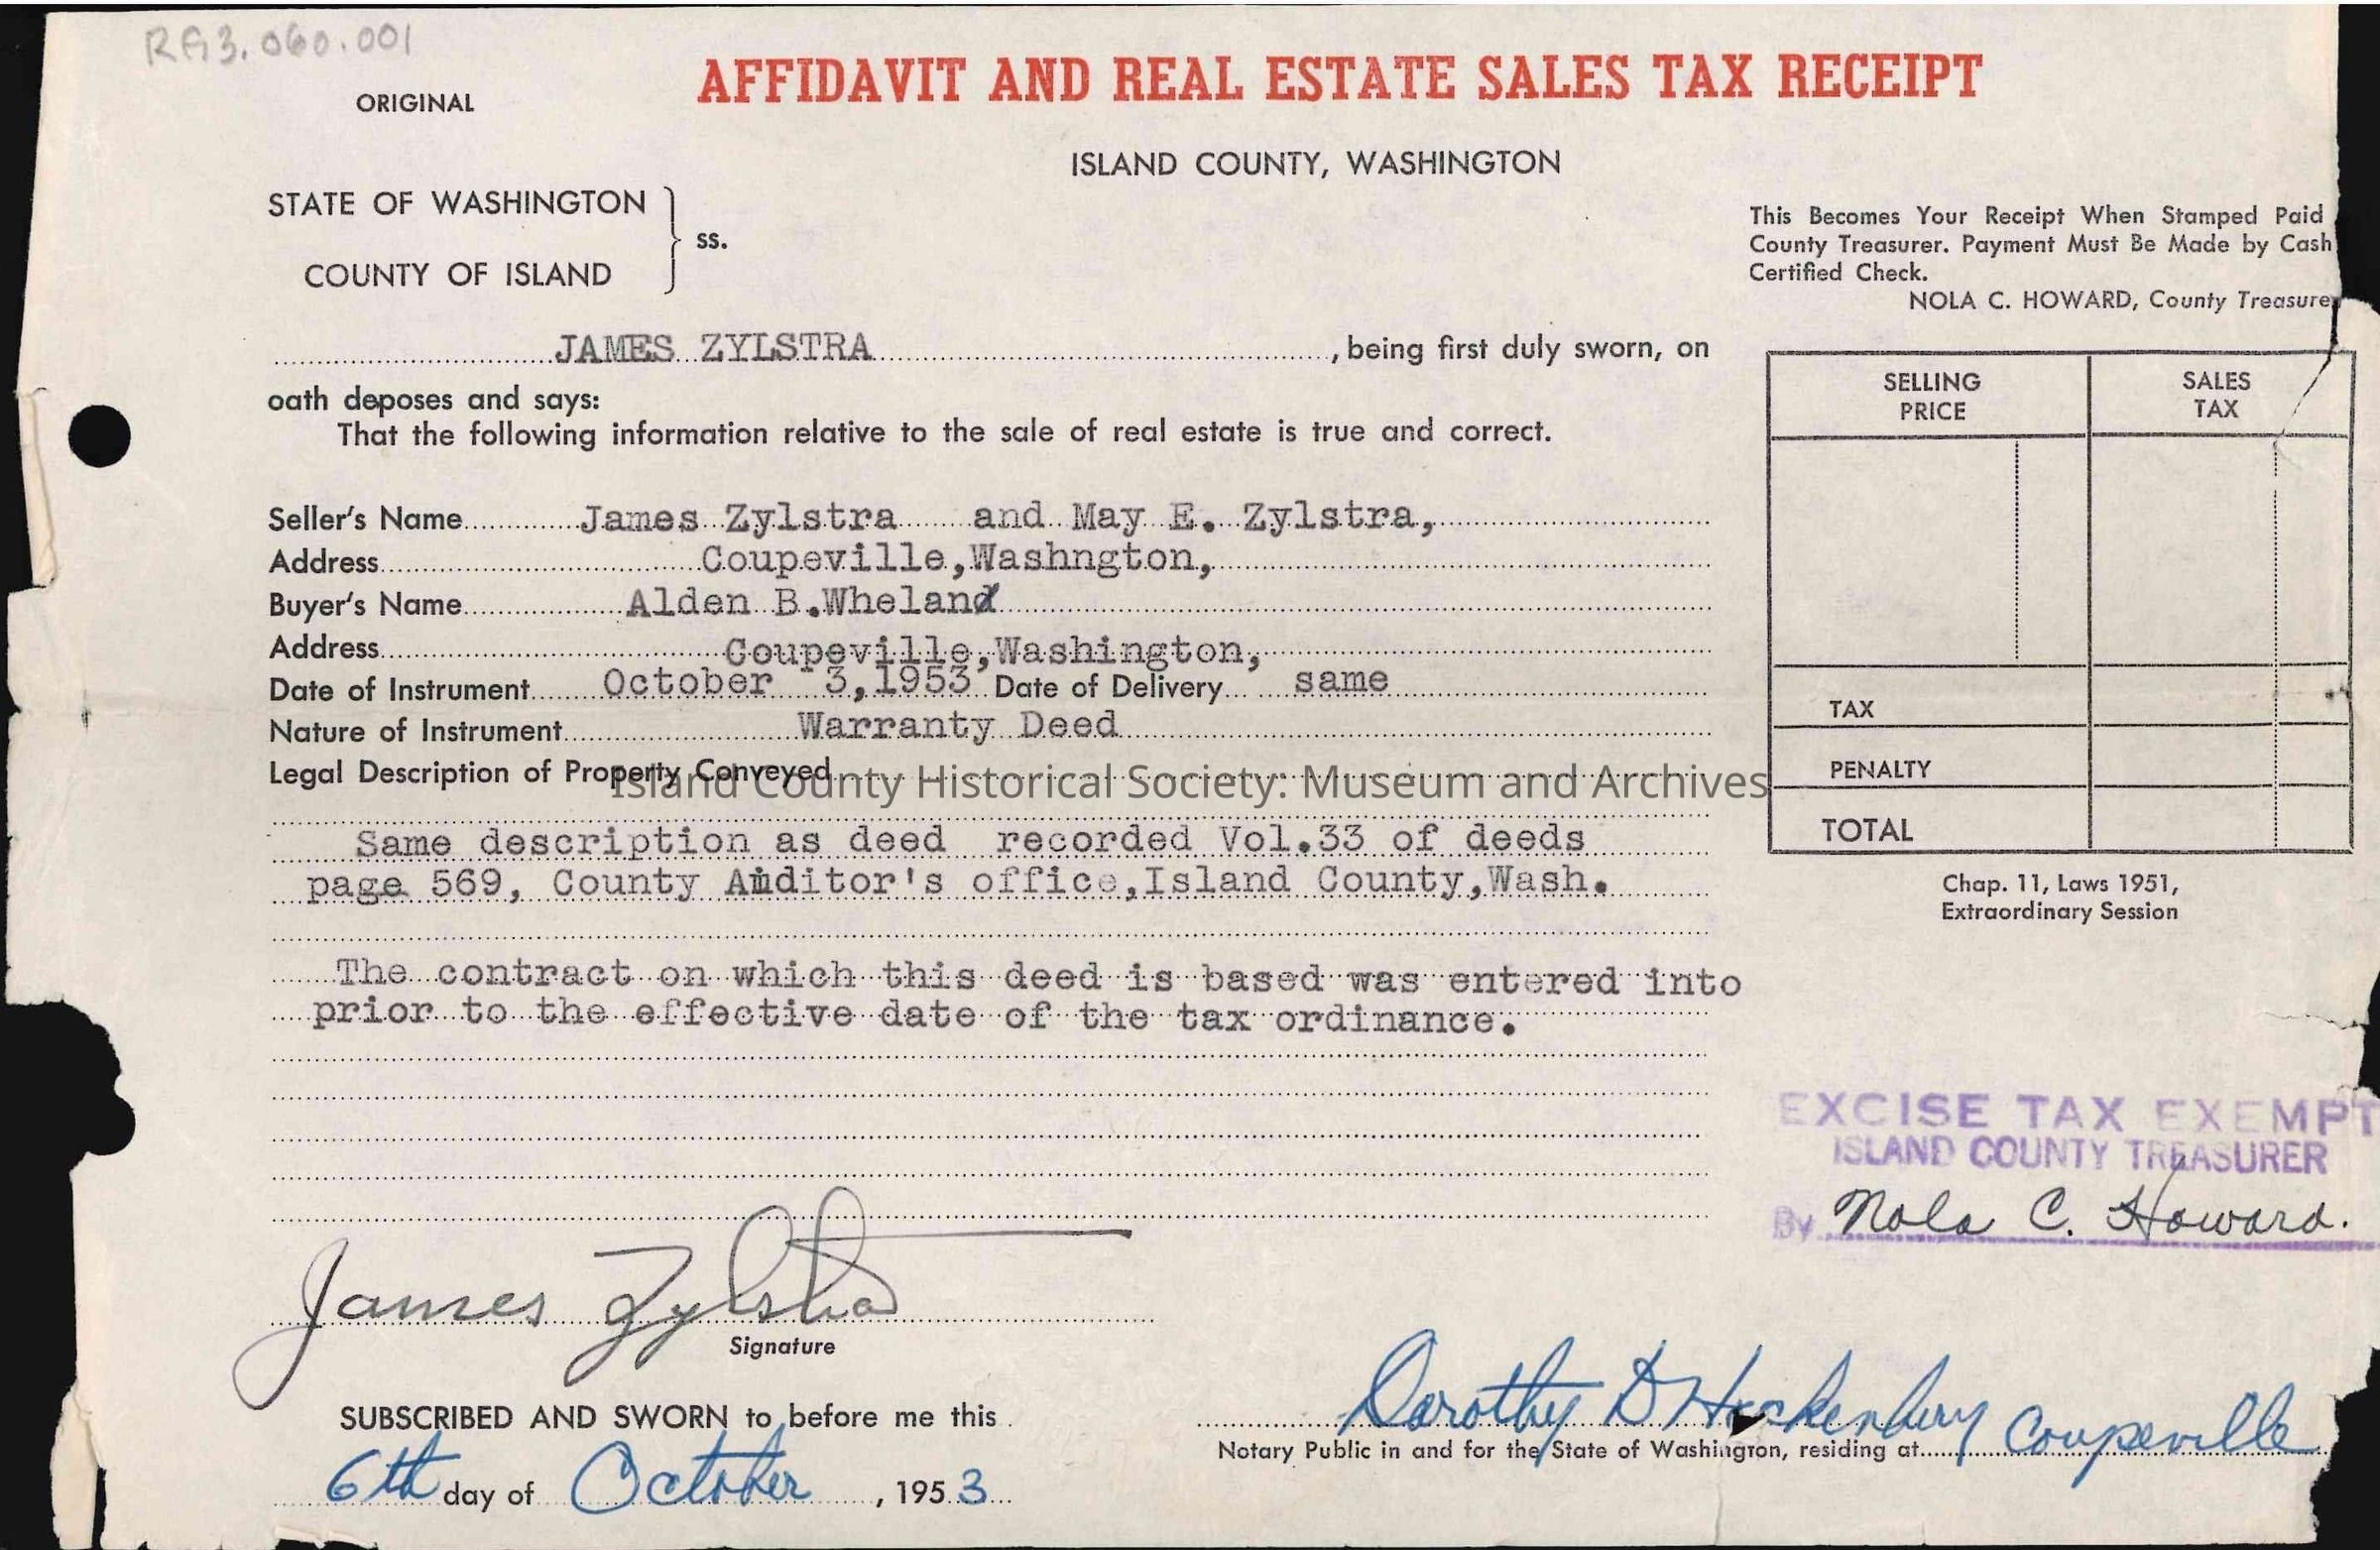 RG3.060.001
ORIGINAL
AFFIDAVIT AND REAL ESTATE SALES TAX RECEIPT
ISLAND COUNTY, WASHINGTON
STATE OF WASHINGTON
ss.
COUNTY OF ISLAND
This Becomes Your Receipt When Stamped Paid
County Treasurer. Payment Must Be Made by Cash
Certified Check.
NOLA C. HOWARD, County Treasurer
JAMES ZYLSTRA, being first duly sworn, on
oath deposes and says:
That the following information relative to the sale of real estate is true and correct.
SELLING PRICE
SALES TAX
Seller's Name James Zylstra and May E. Zylstra,
Address Coupeville,Washngton,
Buyer's Name Alden B.Whelan
Address Coupeville,Washington,
Date of Instrument October 3,1953 Date of Delivery same
Nature of Instrument Warranty Deed
Legal Description of Property Conveyed
Island County Historical Society: Museum and Archives
Same description as deed recorded Vol.33 of deeds
page 569, County Auditor's office,Island County,Wash.
The contract on which this deed is based was entered into
prior to the effective date of the tax ordinance.
TAX
PENALTY
TOTAL
Chap. 11, Laws 1951,
Extraordinary Session
EXCISE TAX EXEMPT
ISLAND COUNTY TREASURER
By Nola C. Howard.
James Zylstra
Signature
SUBSCRIBED AND SWORN to before me this
6th day of October, 1953
Dorothy D Hockenbury
Notary Public in and for the State of Washington, residing at Coupeville